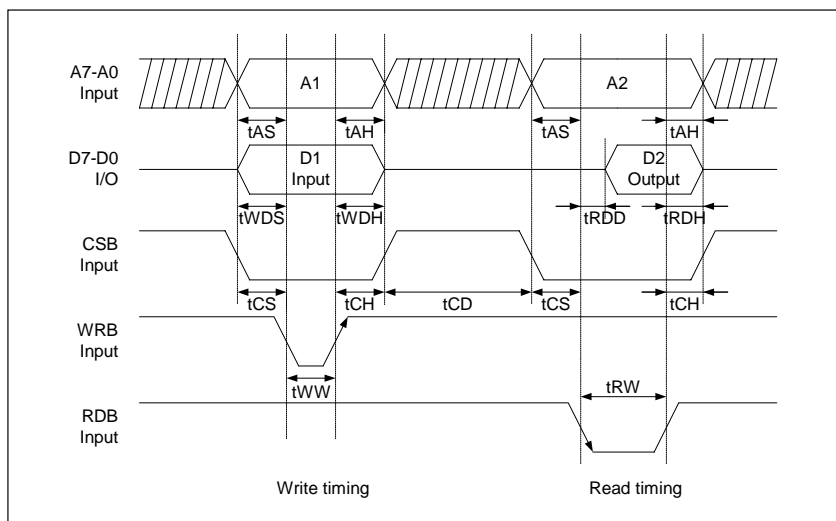 A7-A0
Input
A1
A2
tAS
tAH
tAS
tAH
D7-D0
I/O
D1
Input
D2
Output
tWDS
tWDH
tRDD
tRDH
CSB
Input
tCS
tCH
tCD
tCS
tCH
WRB
Input
tWW
tRW
RDB
Input
Write timing
Read timing